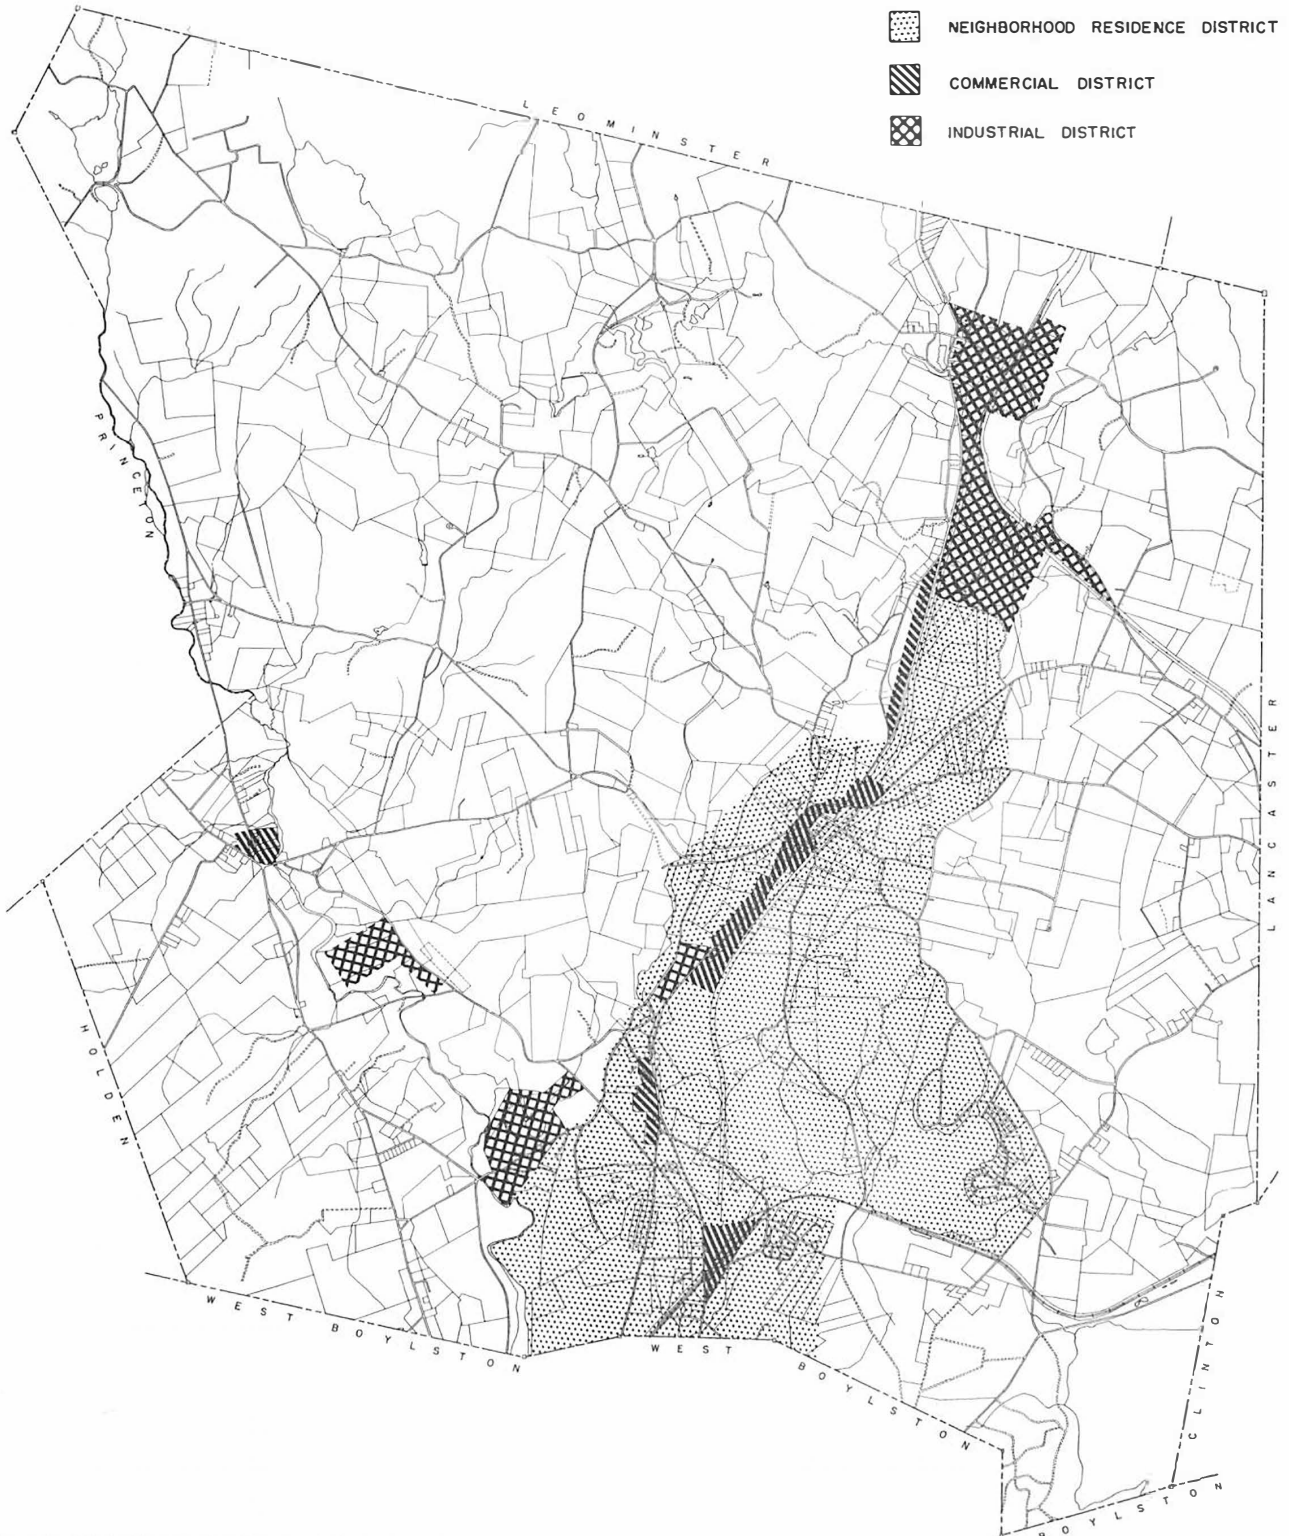 NEIGHBORHOOD RESIDENCE DISTRICT
COMMERCIAL DISTRICT
INDUSTRIAL DISTRICT
LEOMINSTER
PRINCETON
LANCASTER
HOLDEN
WEST BOYLSTON
WEST BOYLSTON
CLINTON
BOYLSTON